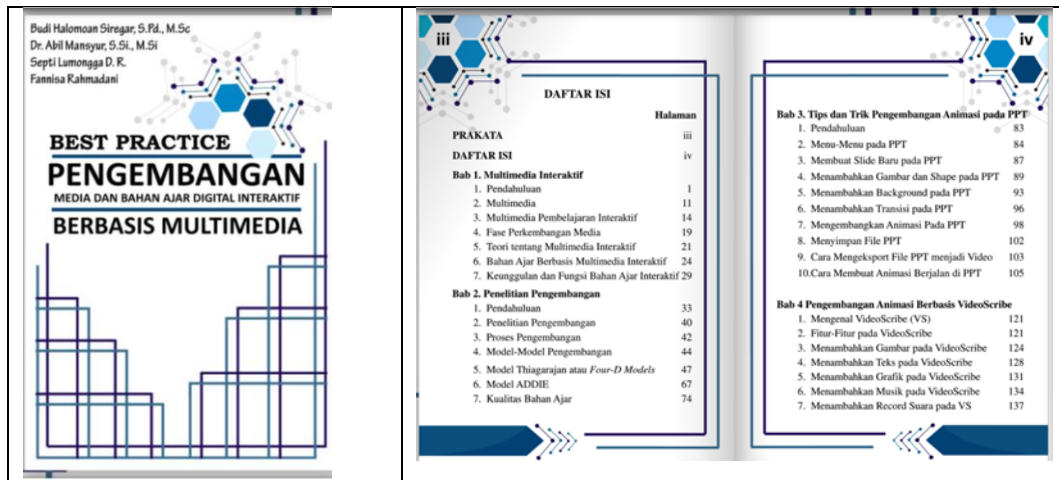 Budi Halomoan Siregar, S.Pd., M.Sc
Dr. Abil Mansyur, S.Si., M.Si
Septi Lumongga D. R.
Fannisa Rahmadani
BEST PRACTICE
PENGEMBANGAN
MEDIA DAN BAHAN AJAR DIGITAL INTERAKTIF
BERBASIS MULTIMEDIA
iii
DAFTAR ISI
Halaman
PRAKATA iii
DAFTAR ISI iv
Bab 1. Multimedia Interaktif
1. Pendahuluan 1
2. Multimedia 11
3. Multimedia Pembelajaran Interaktif 14
4. Fase Perkembangan Media 19
5. Teori tentang Multimedia Interaktif 21
6. Bahan Ajar Berbasis Multimedia Interaktif 24
7. Keunggulan dan Fungsi Bahan Ajar Interaktif 29
Bab 2. Penelitian Pengembangan
1. Pendahuluan 33
2. Penelitian Pengembangan 40
3. Proses Pengembangan 42
4. Model-Model Pengembangan 44
5. Model Thiagarajan atau Four-D Models 47
6. Model ADDIE 67
7. Kualitas Bahan Ajar 74
iv
Bab 3. Tips dan Trik Pengembangan Animasi pada PPT
1. Pendahuluan 83
2. Menu-Menu pada PPT 84
3. Membuat Slide Baru pada PPT 87
4. Menambahkan Gambar dan Shape pada PPT 89
5. Menambahkan Background pada PPT 93
6. Menambahkan Transisi pada PPT 96
7. Mengembangkan Animasi Pada PPT 98
8. Menyimpan File PPT 102
9. Cara Mengeksport File PPT menjadi Video 103
10.Cara Membuat Animasi Berjalan di PPT 105
Bab 4 Pengembangan Animasi Berbasis VideoScribe
1. Mengenal VideoScribe (VS) 121
2. Fitur-Fitur pada VideoScribe 121
3. Menambahkan Gambar pada VideoScribe 124
4. Menambahkan Teks pada VideoScribe 128
5. Menambahkan Grafik pada VideoScribe 131
6. Menambahkan Musik pada VideoScribe 134
7. Menambahkan Record Suara pada VS 137